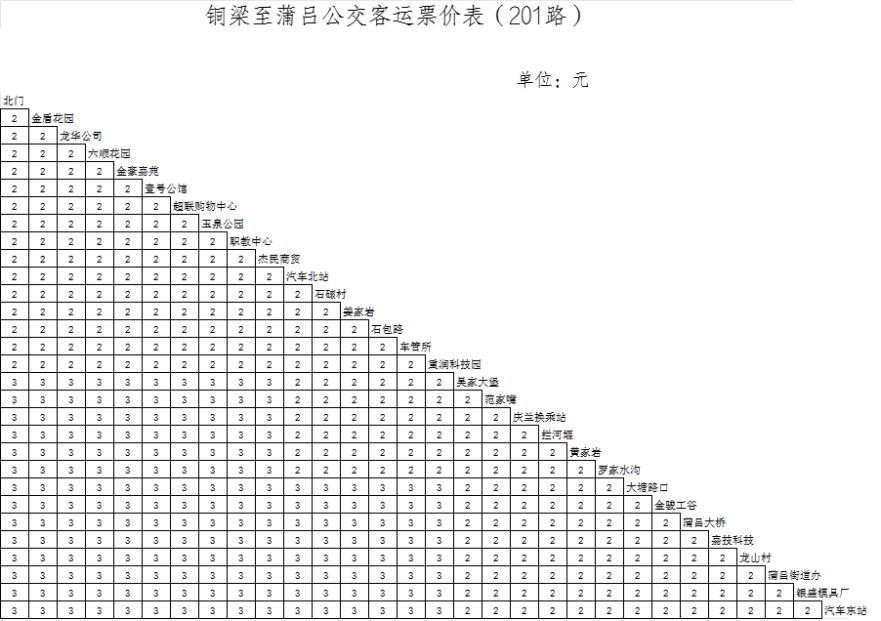 铜梁至蒲吕公交客运票价表（201路）
单位：元
北门
2 金盾花园
2 2 龙华公司
2 2 2 六顺花园
2 2 2 2 金豪嘉苑
2 2 2 2 2 壹号公馆
2 2 2 2 2 2 超联购物中心
2 2 2 2 2 2 2 玉泉公园
2 2 2 2 2 2 2 2 职教中心
2 2 2 2 2 2 2 2 2 杰民商贸
2 2 2 2 2 2 2 2 2 2 汽车北站
2 2 2 2 2 2 2 2 2 2 2
2 2 2 2 2 2 2 2 2 2 2 2 姜家岩
2 2 2 2 2 2 2 2 2 2 2 2 2 石包路
2 2 2 2 2 2 2 2 2 2 2 2 2 2 车管所
2 2 2 2 2 2 2 2 2 2 2 2 2 2 2 重润科技园
3 3 3 3 3 3 3 3 3 3 2 2 2 2 2 2 吴家大堡
3 3 3 3 3 3 3 3 3 3 2 2 2 2 2 2 2 范家嘴
3 3 3 3 3 3 3 3 3 3 2 2 2 2 2 2 2 2 庆兰换乘站
3 3 3 3 3 3 3 3 3 3 2 2 2 2 2 2 2 2 2 拦河堰
3 3 3 3 3 3 3 3 3 3 2 2 2 2 2 2 2 2 2 2 黄家岩
3 3 3 3 3 3 3 3 3 3 2 2 2 2 2 2 2 2 2 2 2 罗家水沟
3 3 3 3 3 3 3 3 3 3 3 3 3 3 3 3 2 2 2 2 2 2 大塘路口
3 3 3 3 3 3 3 3 3 3 3 3 3 3 3 3 2 2 2 2 2 2 2 金骏工谷
3 3 3 3 3 3 3 3 3 3 3 3 3 3 3 3 2 2 2 2 2 2 2 2 蒲吕大桥
3 3 3 3 3 3 3 3 3 3 3 3 3 3 3 3 2 2 2 2 2 2 2 2 2 嘉技科技
3 3 3 3 3 3 3 3 3 3 3 3 3 3 3 3 2 2 2 2 2 2 2 2 2 2 龙山村
3 3 3 3 3 3 3 3 3 3 3 3 3 3 3 3 2 2 2 2 2 2 2 2 2 2 2 蒲吕街道办
3 3 3 3 3 3 3 3 3 3 3 3 3 3 3 3 2 2 2 2 2 2 2 2 2 2 2 2 银盛模具厂
3 3 3 3 3 3 3 3 3 3 3 3 3 3 3 3 2 2 2 2 2 2 2 2 2 2 2 2 2 汽车东站